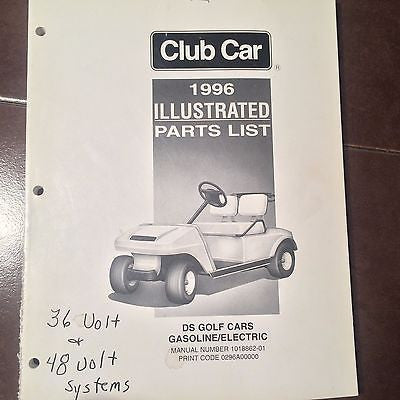 Club Car
®
1996
ILLUSTRATED
PARTS LIST
DS GOLF CARS
GASOLINE/ELECTRIC
MANUAL NUMBER 1018862-01
PRINT CODE 0296A00000
36 Volt
&
48 Volt
Systems